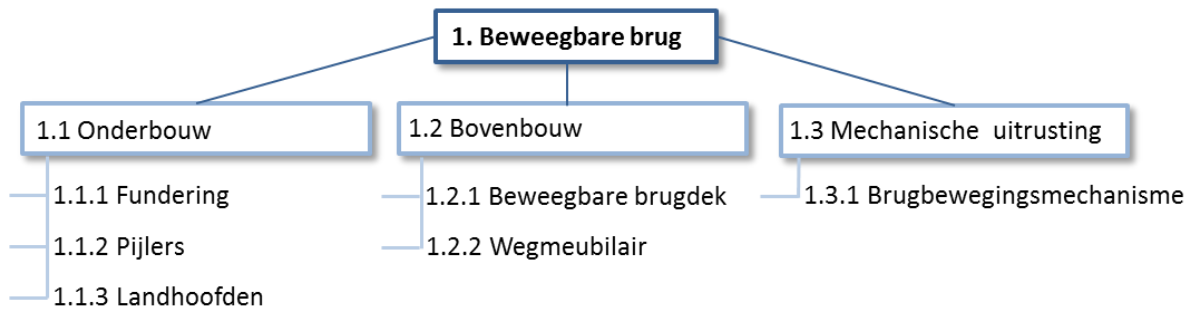 1. Beweegbare brug
1.1 Onderbouw
1.1.1 Fundering
1.1.2 Pijlers
1.1.3 Landhoofden
1.2 Bovenbouw
1.2.1 Beweegbare brugdek
1.2.2 Wegmeubilair
1.3 Mechanische uitrusting
1.3.1 Brugbewegingsmechanisme